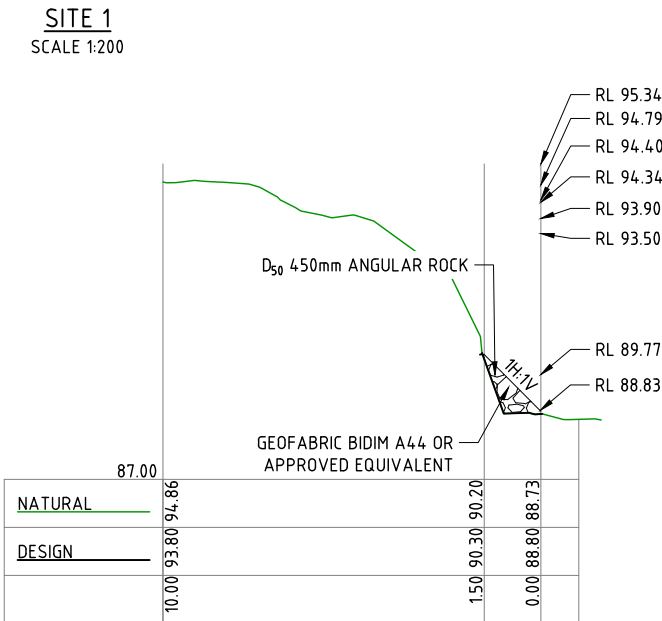 SITE 1
SCALE 1:200
RL 95.34
RL 94.79
RL 94.40
RL 94.34
RL 93.90
RL 93.50
D50 450mm ANGULAR ROCK
1H:1V
RL 89.77
RL 88.83
GEOFABRIC BIDIM A44 OR
APPROVED EQUIVALENT
87.00
NATURAL 94.86 90.20 88.73
DESIGN 93.80 90.30 88.80
10.00 1.50 0.00